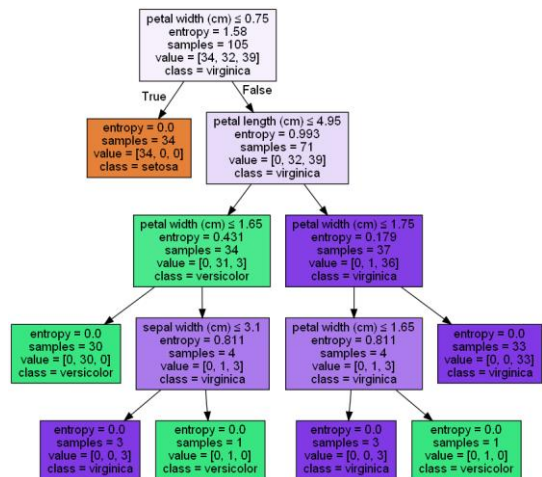 petal width (cm) ≤ 0.75
entropy = 1.58
samples = 105
value = [34, 32, 39]
class = virginica
True
False
entropy = 0.0
samples = 34
value = [34, 0, 0]
class = setosa
petal length (cm) ≤ 4.95
entropy = 0.993
samples = 71
value = [0, 32, 39]
class = virginica
petal width (cm) ≤ 1.65
entropy = 0.431
samples = 34
value = [0, 31, 3]
class = versicolor
petal width (cm) ≤ 1.75
entropy = 0.179
samples = 37
value = [0, 1, 36]
class = virginica
entropy = 0.0
samples = 30
value = [0, 30, 0]
class = versicolor
sepal width (cm) ≤ 3.1
entropy = 0.811
samples = 4
value = [0, 1, 3]
class = virginica
petal width (cm) ≤ 1.65
entropy = 0.811
samples = 4
value = [0, 1, 3]
class = virginica
entropy = 0.0
samples = 33
value = [0, 0, 33]
class = virginica
entropy = 0.0
samples = 3
value = [0, 0, 3]
class = virginica
entropy = 0.0
samples = 1
value = [0, 1, 0]
class = versicolor
entropy = 0.0
samples = 3
value = [0, 0, 3]
class = virginica
entropy = 0.0
samples = 1
value = [0, 1, 0]
class = versicolor